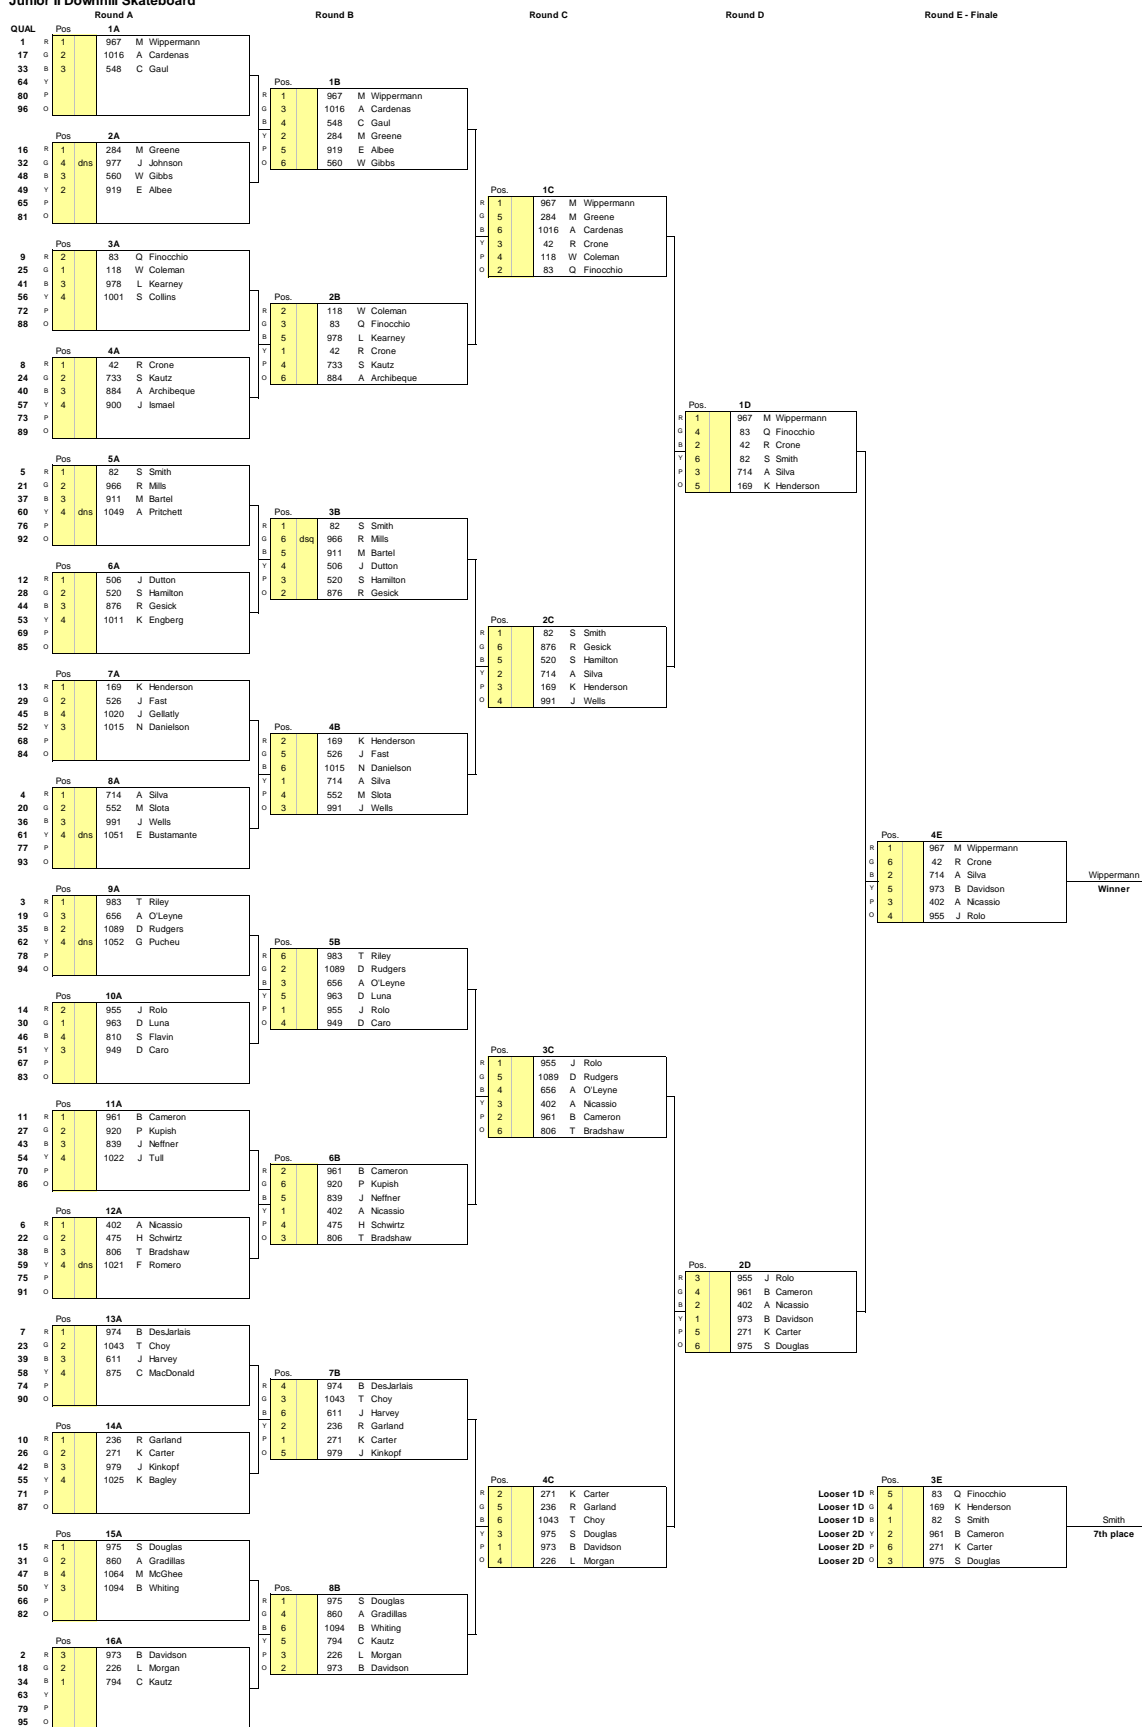 Junior II Downhill Skateboard
Round A Round B Round C Round D Round E - Finale
QUAL Pos 1A
1 R 1 967 M Wippermann
17 G 2 1016 A Cardenas
33 B 3 548 C Gaul
64 Y
80 P
96 O
Pos 2A
16 R 1 284 M Greene
32 G 4 dns 977 J Johnson
48 B 3 560 W Gibbs
49 Y 2 919 E Albee
65 P
81 O
Pos 3A
9 R 2 83 Q Finocchio
25 G 1 118 W Coleman
41 B 3 978 L Kearney
56 Y 4 1001 S Collins
72 P
88 O
Pos 4A
8 R 1 42 R Crone
24 G 2 733 S Kautz
40 B 3 884 A Archibeque
57 Y 4 900 J Ismael
73 P
89 O
Pos 5A
5 R 1 82 S Smith
21 G 2 966 R Mills
37 B 3 911 M Bartel
60 Y 4 dns 1049 A Pritchett
76 P
92 O
Pos 6A
12 R 1 506 J Dutton
28 G 2 520 S Hamilton
44 B 3 876 R Gesick
53 Y 4 1011 K Engberg
69 P
85 O
Pos 7A
13 R 1 169 K Henderson
29 G 2 526 J Fast
45 B 4 1020 J Gellatly
52 Y 3 1015 N Danielson
68 P
84 O
Pos 8A
4 R 1 714 A Silva
20 G 2 552 M Slota
36 B 3 991 J Wells
61 Y 4 dns 1051 E Bustamante
77 P
93 O
Pos 9A
3 R 1 983 T Riley
19 G 3 656 A O'Leyne
35 B 2 1089 D Rudgers
62 Y 4 dns 1052 G Pucheu
78 P
94 O
Pos 10A
14 R 2 955 J Rolo
30 G 1 963 D Luna
46 B 4 810 S Flavin
51 Y 3 949 D Caro
67 P
83 O
Pos 11A
11 R 1 961 B Cameron
27 G 2 920 P Kupish
43 B 3 839 J Neffner
54 Y 4 1022 J Tull
70 P
86 O
Pos 12A
6 R 1 402 A Nicassio
22 G 2 475 H Schwirtz
38 B 3 806 T Bradshaw
59 Y 4 dns 1021 F Romero
75 P
91 O
Pos 13A
7 R 1 974 B DesJarlais
23 G 2 1043 T Choy
39 B 3 611 J Harvey
58 Y 4 875 C MacDonald
74 P
90 O
Pos 14A
10 R 1 236 R Garland
26 G 2 271 K Carter
42 B 3 979 J Kinkopf
55 Y 4 1025 K Bagley
71 P
87 O
Pos 15A
15 R 1 975 S Douglas
31 G 2 860 A Gradillas
47 B 4 1064 M McGhee
50 Y 3 1094 B Whiting
66 P
82 O
Pos 16A
2 R 3 973 B Davidson
18 G 2 226 L Morgan
34 B 1 794 C Kautz
63 Y
79 P
95 O
Pos. 1B
R 1 967 M Wippermann
G 3 1016 A Cardenas
B 4 548 C Gaul
Y 2 284 M Greene
P 5 919 E Albee
O 6 560 W Gibbs
Pos. 2B
R 2 118 W Coleman
G 3 83 Q Finocchio
B 5 978 L Kearney
Y 1 42 R Crone
P 4 733 S Kautz
O 6 884 A Archibeque
Pos. 3B
R 1 82 S Smith
G 6 dsq 966 R Mills
B 5 911 M Bartel
Y 4 506 J Dutton
P 3 520 S Hamilton
O 2 876 R Gesick
Pos. 4B
R 2 169 K Henderson
G 5 526 J Fast
B 6 1015 N Danielson
Y 1 714 A Silva
P 4 552 M Slota
O 3 991 J Wells
Pos. 5B
R 6 983 T Riley
G 2 1089 D Rudgers
B 3 656 A O'Leyne
Y 5 963 D Luna
P 1 955 J Rolo
O 4 949 D Caro
Pos. 6B
R 2 961 B Cameron
G 6 920 P Kupish
B 5 839 J Neffner
Y 1 402 A Nicassio
P 4 475 H Schwirtz
O 3 806 T Bradshaw
Pos. 7B
R 4 974 B DesJarlais
G 3 1043 T Choy
B 6 611 J Harvey
Y 2 236 R Garland
P 1 271 K Carter
O 5 979 J Kinkopf
Pos. 8B
R 1 975 S Douglas
G 4 860 A Gradillas
B 6 1094 B Whiting
Y 5 794 C Kautz
P 3 226 L Morgan
O 2 973 B Davidson
Pos. 1C
R 1 967 M Wippermann
G 5 284 M Greene
B 6 1016 A Cardenas
Y 3 42 R Crone
P 4 118 W Coleman
O 2 83 Q Finocchio
Pos. 2C
R 1 82 S Smith
G 6 876 R Gesick
B 5 520 S Hamilton
Y 2 714 A Silva
P 3 169 K Henderson
O 4 991 J Wells
Pos. 3C
R 1 955 J Rolo
G 5 1089 D Rudgers
B 4 656 A O'Leyne
Y 3 402 A Nicassio
P 2 961 B Cameron
O 6 806 T Bradshaw
Pos. 4C
R 2 271 K Carter
G 5 236 R Garland
B 6 1043 T Choy
Y 3 975 S Douglas
P 1 973 B Davidson
O 4 226 L Morgan
Pos. 1D
R 1 967 M Wippermann
G 4 83 Q Finocchio
B 2 42 R Crone
Y 6 82 S Smith
P 3 714 A Silva
O 5 169 K Henderson
Pos. 2D
R 3 955 J Rolo
G 4 961 B Cameron
B 2 402 A Nicassio
Y 1 973 B Davidson
P 5 271 K Carter
O 6 975 S Douglas
Pos. 4E
R 1 967 M Wippermann
G 6 42 R Crone
B 2 714 A Silva
Y 5 973 B Davidson
P 3 402 A Nicassio
O 4 955 J Rolo
Wippermann
Winner
Pos. 3E
Looser 1D R 5 83 Q Finocchio
Looser 1D G 4 169 K Henderson
Looser 1D B 1 82 S Smith
Looser 2D Y 2 961 B Cameron
Looser 2D P 6 271 K Carter
Looser 2D O 3 975 S Douglas
Smith
7th place